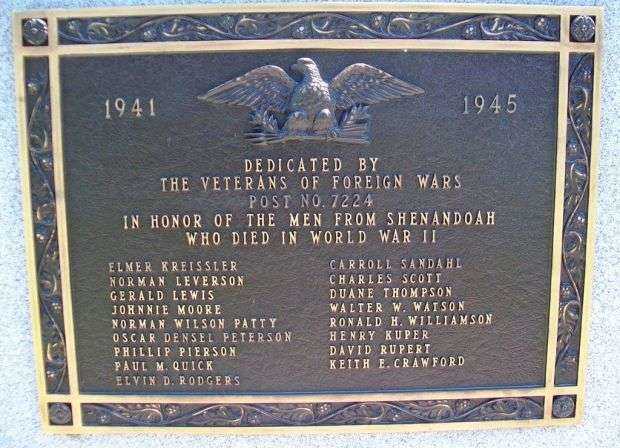 1941 1945
DEDICATED BY
THE VETERANS OF FOREIGN WARS
POST NO. 7224
IN HONOR OF THE MEN FROM SHENANDOAH
WHO DIED IN WORLD WAR II
ELMER KREISSLER
NORMAN LEVERSON
GERALD LEWIS
JOHNNIE MOORE
NORMAN WILSON PATTY
OSCAR DENSEL PETERSON
PHILLIP PIERSON
PAUL M. QUICK
ELVIN D. RODGERS
CARROLL SANDAHL
CHARLES SCOTT
DUANE THOMPSON
WALTER W. WATSON
RONALD H. WILLIAMSON
HENRY KUPER
DAVID RUPERT
KEITH E. CRAWFORD